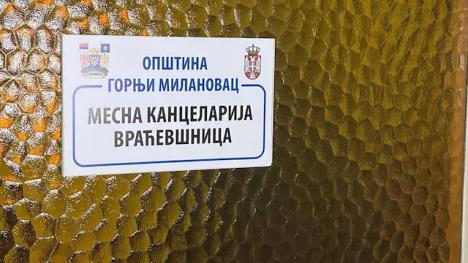 ОПШТИНА
ГОРЊИ МИЛАНОВАЦ
МЕСНА КАНЦЕЛАРИЈА
ВРАЋЕВШНИЦА